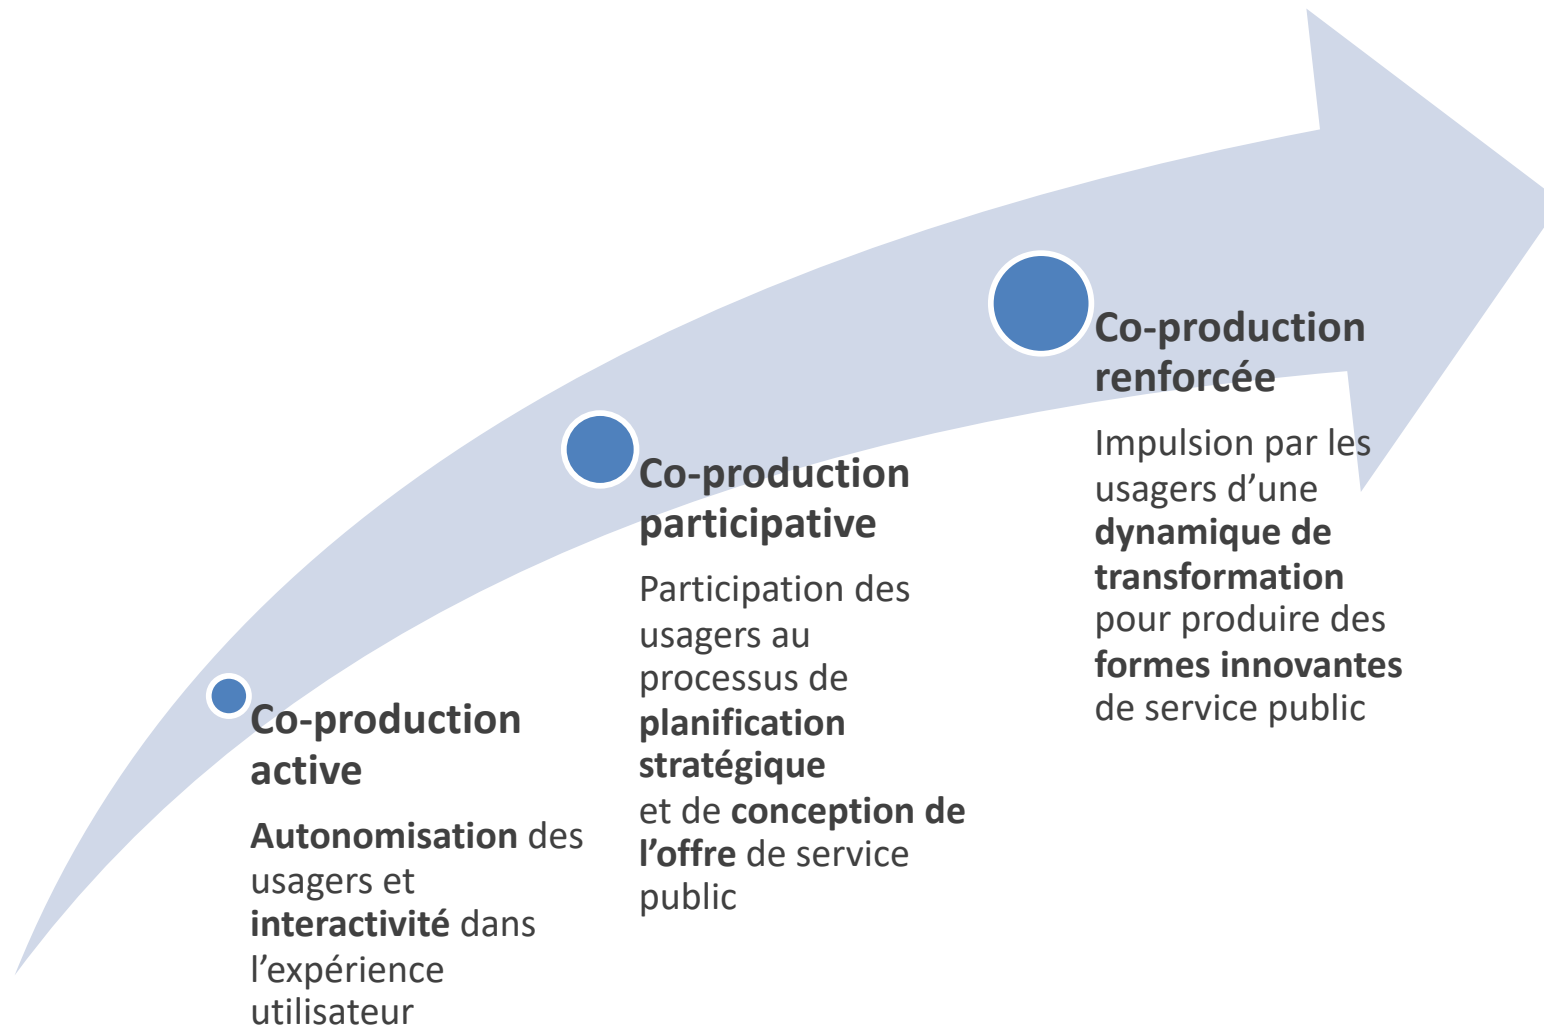 Co-production
active
Autonomisation des
usagers et
interactivité dans
l’expérience
utilisateur
Co-production
participative
Participation des
usagers au
processus de
planification
stratégique
et de conception de
l’offre de service
public
Co-production
renforcée
Impulsion par les
usagers d’une
dynamique de
transformation
pour produire des
formes innovantes
de service public